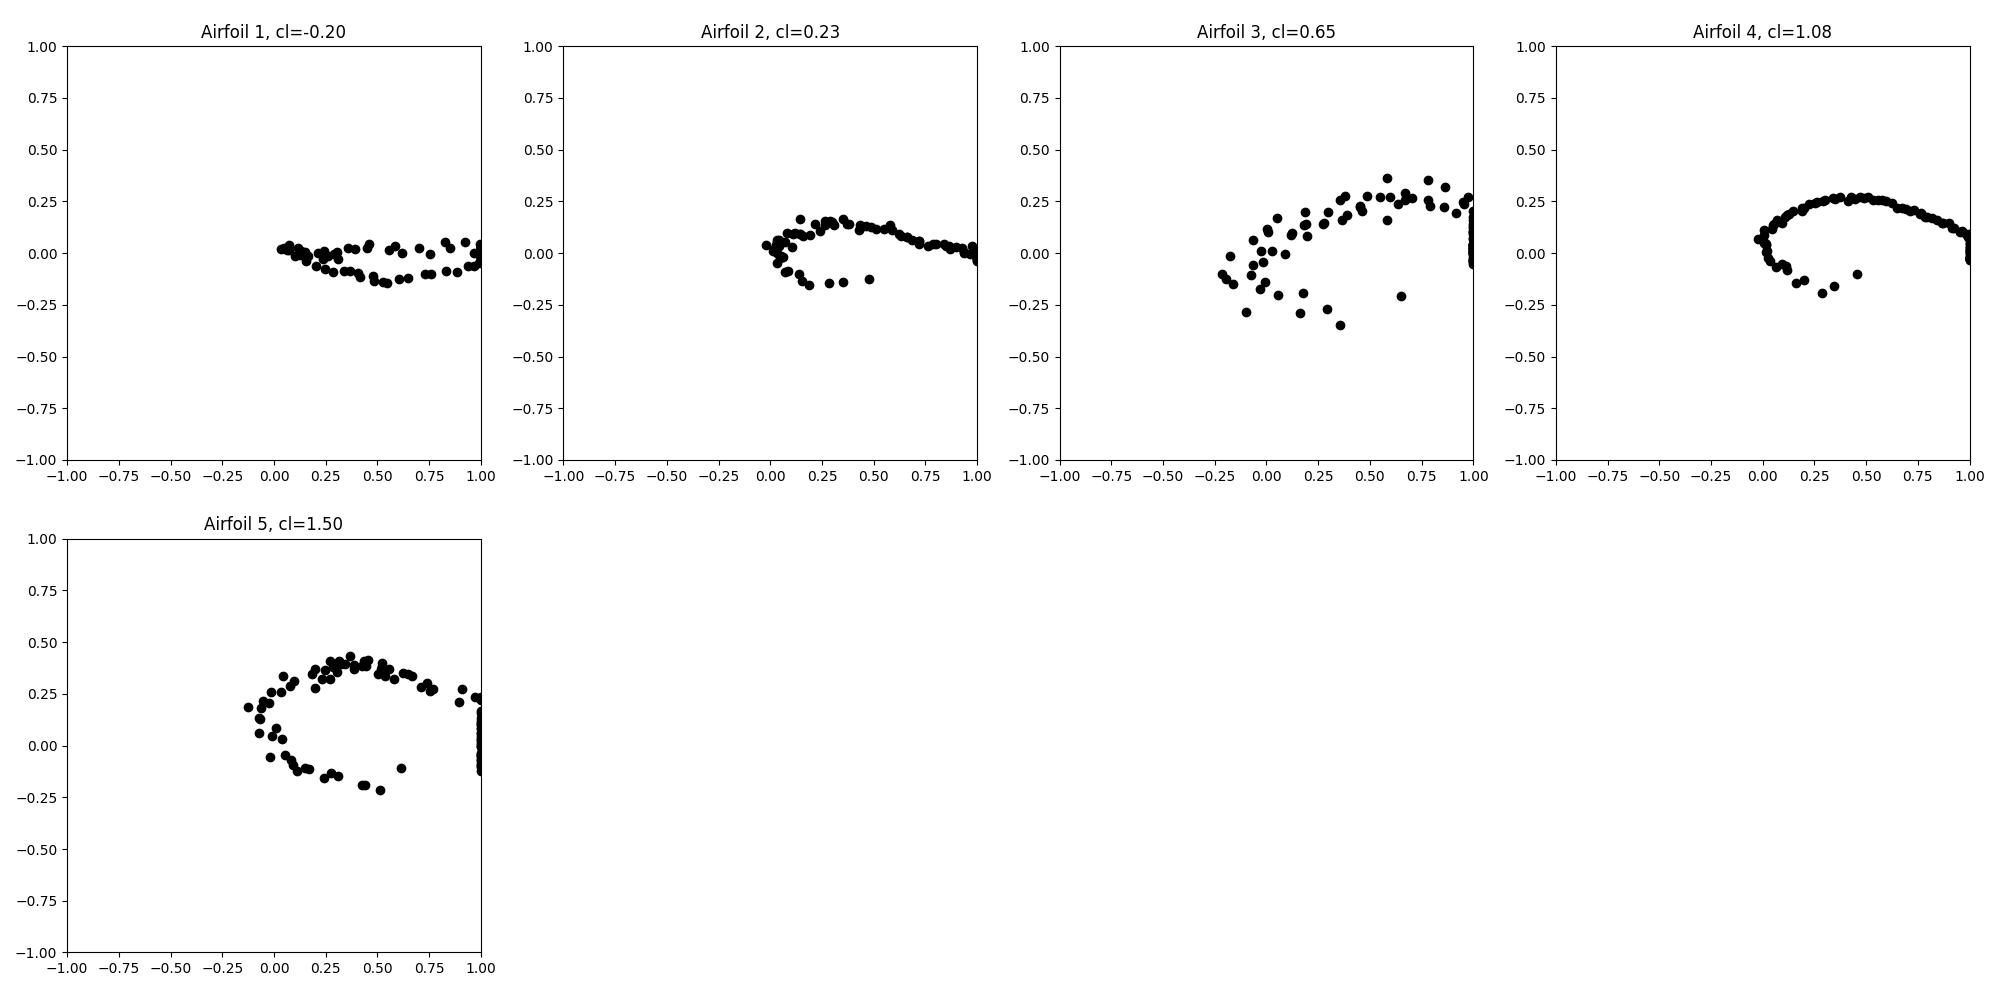 Airfoil 1, cl=-0.20
Airfoil 2, cl=0.23
Airfoil 3, cl=0.65
Airfoil 4, cl=1.08
1.00 1.00 1.00 1.00
0.75 0.75 0.75 0.75
0.50 0.50 0.50 0.50
0.25 0.25 0.25 0.25
0.00 0.00 0.00 0.00
−0.25 −0.25 −0.25 −0.25
−0.50 −0.50 −0.50 −0.50
−0.75 −0.75 −0.75 −0.75
−1.00 −1.00 −1.00 −1.00
−1.00 −0.75 −0.50 −0.25 0.00 0.25 0.50 0.75 1.00
−1.00 −0.75 −0.50 −0.25 0.00 0.25 0.50 0.75 1.00
−1.00 −0.75 −0.50 −0.25 0.00 0.25 0.50 0.75 1.00
−1.00 −0.75 −0.50 −0.25 0.00 0.25 0.50 0.75 1.00
Airfoil 5, cl=1.50
1.00
0.75
0.50
0.25
0.00
−0.25
−0.50
−0.75
−1.00
−1.00 −0.75 −0.50 −0.25 0.00 0.25 0.50 0.75 1.00